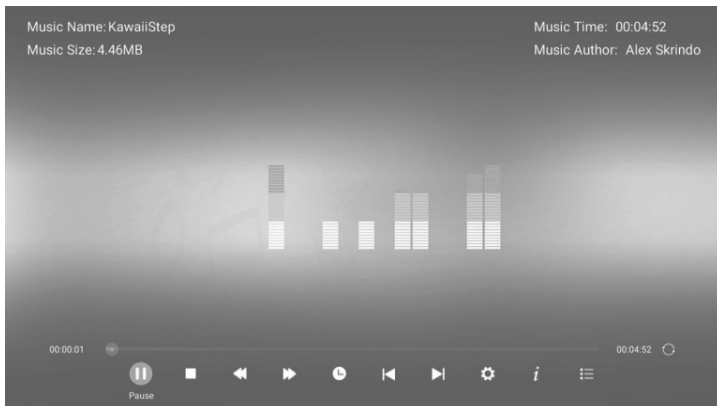 Music Name: KawaiiStep
Music Size: 4.46MB
Music Time: 00:04:52
Music Author: Alex Skrindo
00:00:01
00:04:52
Pause